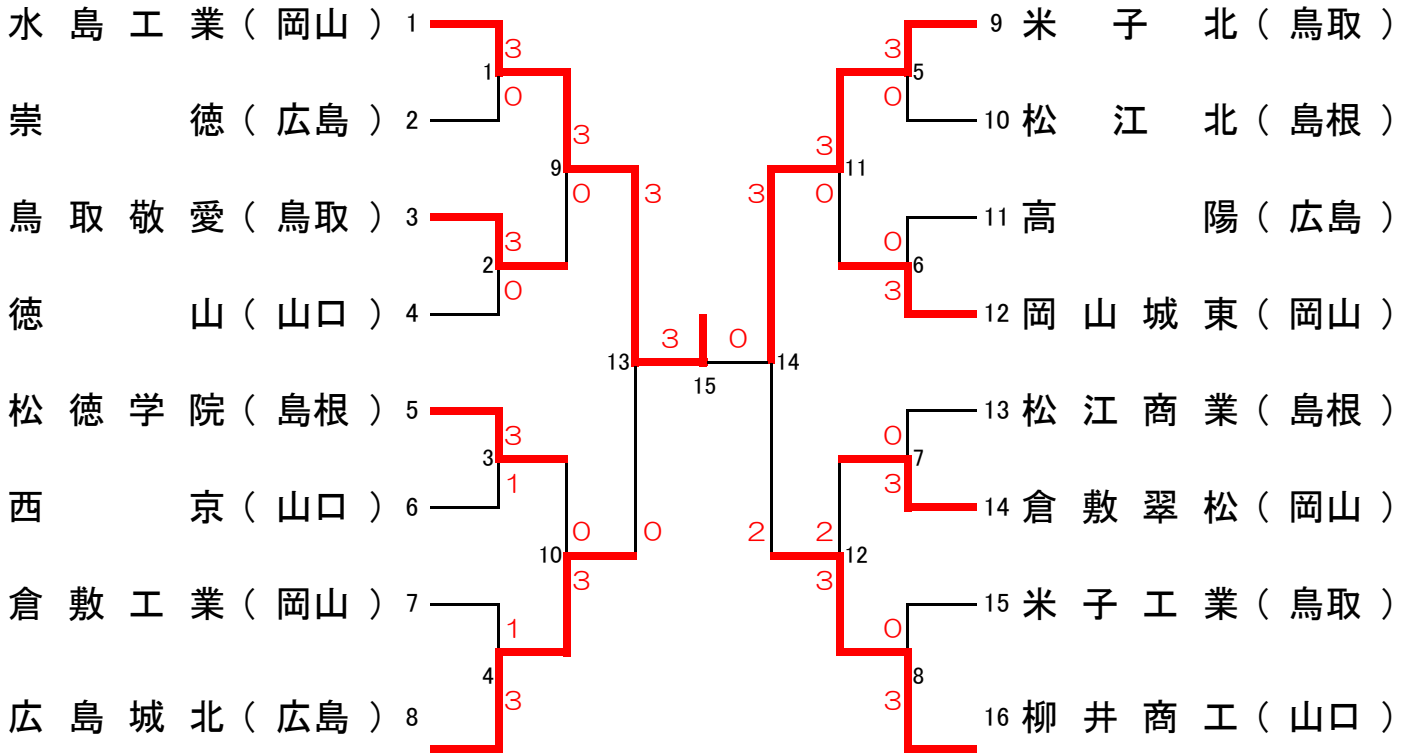 水島工業(岡山) 1
3
1
0
崇徳(広島) 2
3
9
0
鳥取敬愛(鳥取) 3
3
2
0
徳山(山口) 4
3
13
松徳学院(島根) 5
3
3
1
西京(山口) 6
0
10
3
0
倉敷工業(岡山) 7
1
4
3
広島城北(広島) 8
3 0
15
9 米子北(鳥取)
3
5
0
10 松江北(島根)
3
11
0
11 高陽(広島)
0
6
3
12 岡山城東(岡山)
3
14
13 松江商業(島根)
0
7
3
14 倉敷翠松(岡山)
2
2
12
3
15 米子工業(鳥取)
0
8
3
16 柳井商工(山口)